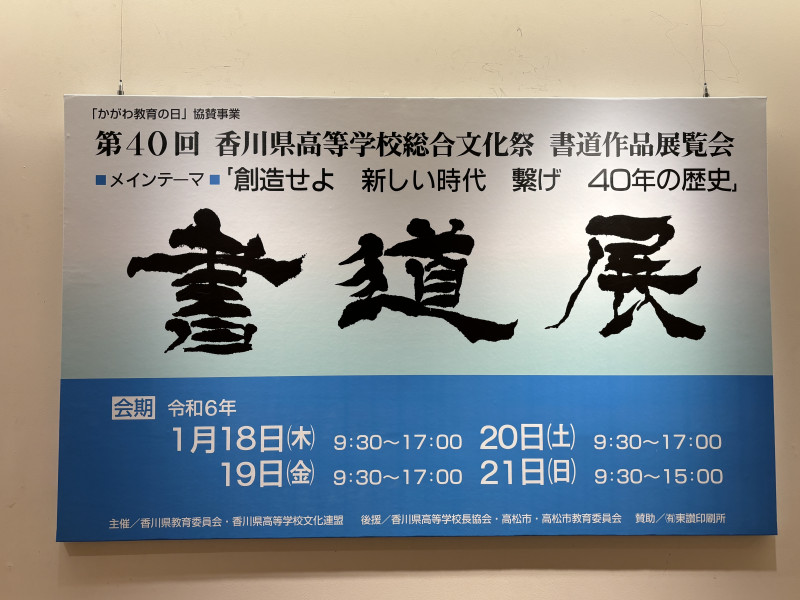 「かがわ教育の日」協賛事業
第40回 香川県高等学校総合文化祭 書道作品展覧会
■メインテーマ■「創造せよ 新しい時代 繋げ 40年の歴史」
書道展
会期 令和6年
1月18日(木) 9:30〜17:00 20日(土) 9:30〜17:00
19日(金) 9:30〜17:00 21日(日) 9:30〜15:00
主催/香川県教育委員会・香川県高等学校文化連盟 後援/香川県高等学校長協会・高松市・高松市教育委員会 賛助/㈲東讃印刷所